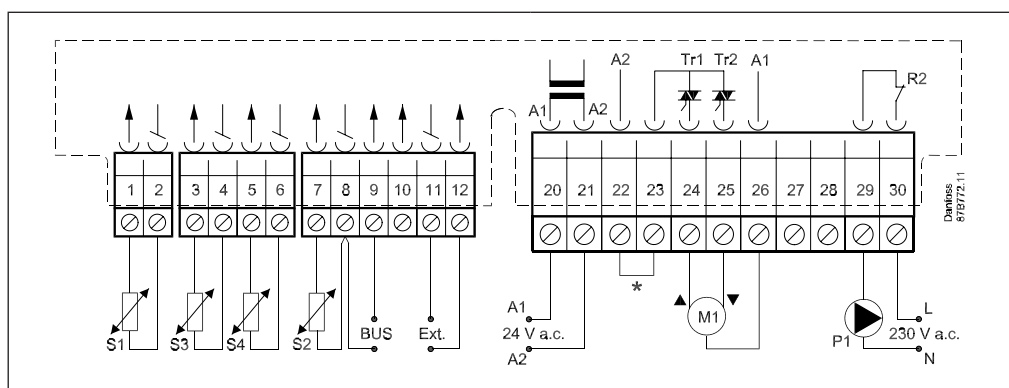 A2 Tr1 Tr2 A1
R2
A1 A2
1 2 3 4 5 6 7 8 9 10 11 12
20 21 22 23 24 25 26 27 28 29 30
Danfoss
87B772.11
*
A1
24 V a.c.
A2
S1 S3 S4 S2
BUS
Ext.
M1
P1
L
230 V a.c.
N